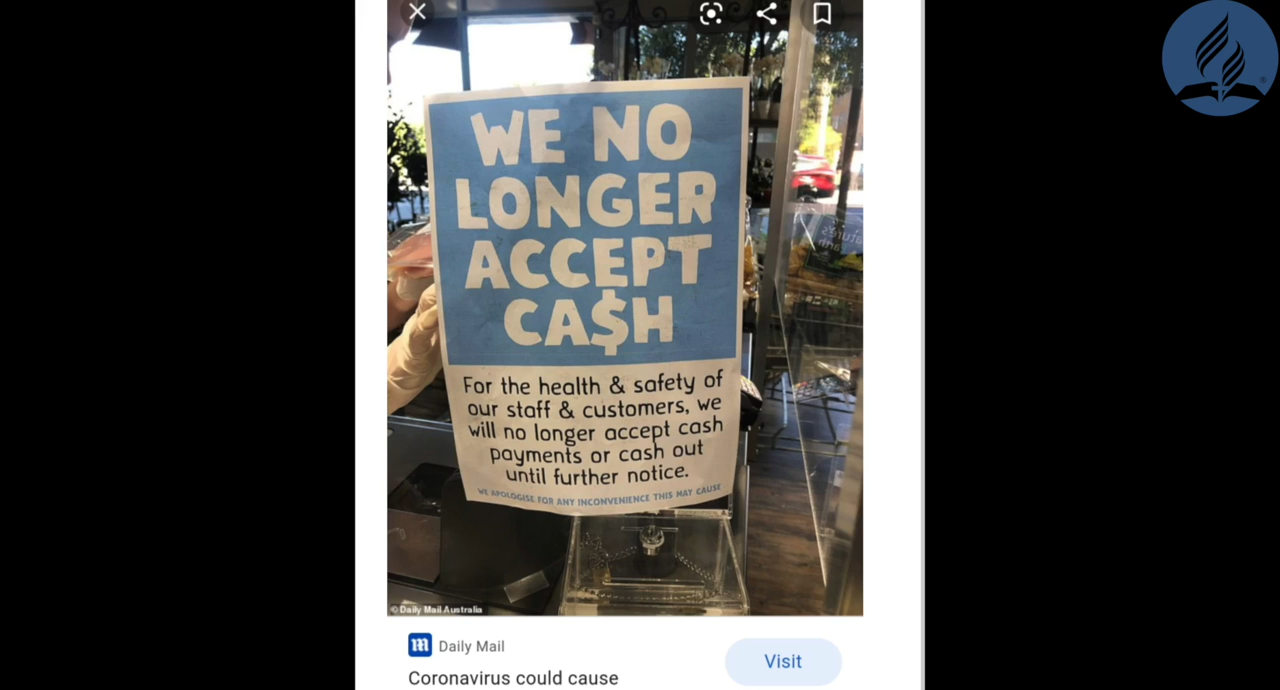 WE NO
LONGER
ACCEPT
CA$H
For the health & safety of
our staff & customers, we
will no longer accept cash
payments or cash out
until further notice.
WE APOLOGISE FOR ANY INCONVENIENCE THIS MAY CAUSE
© Daily Mail Australia
m Daily Mail
Visit
Coronavirus could cause